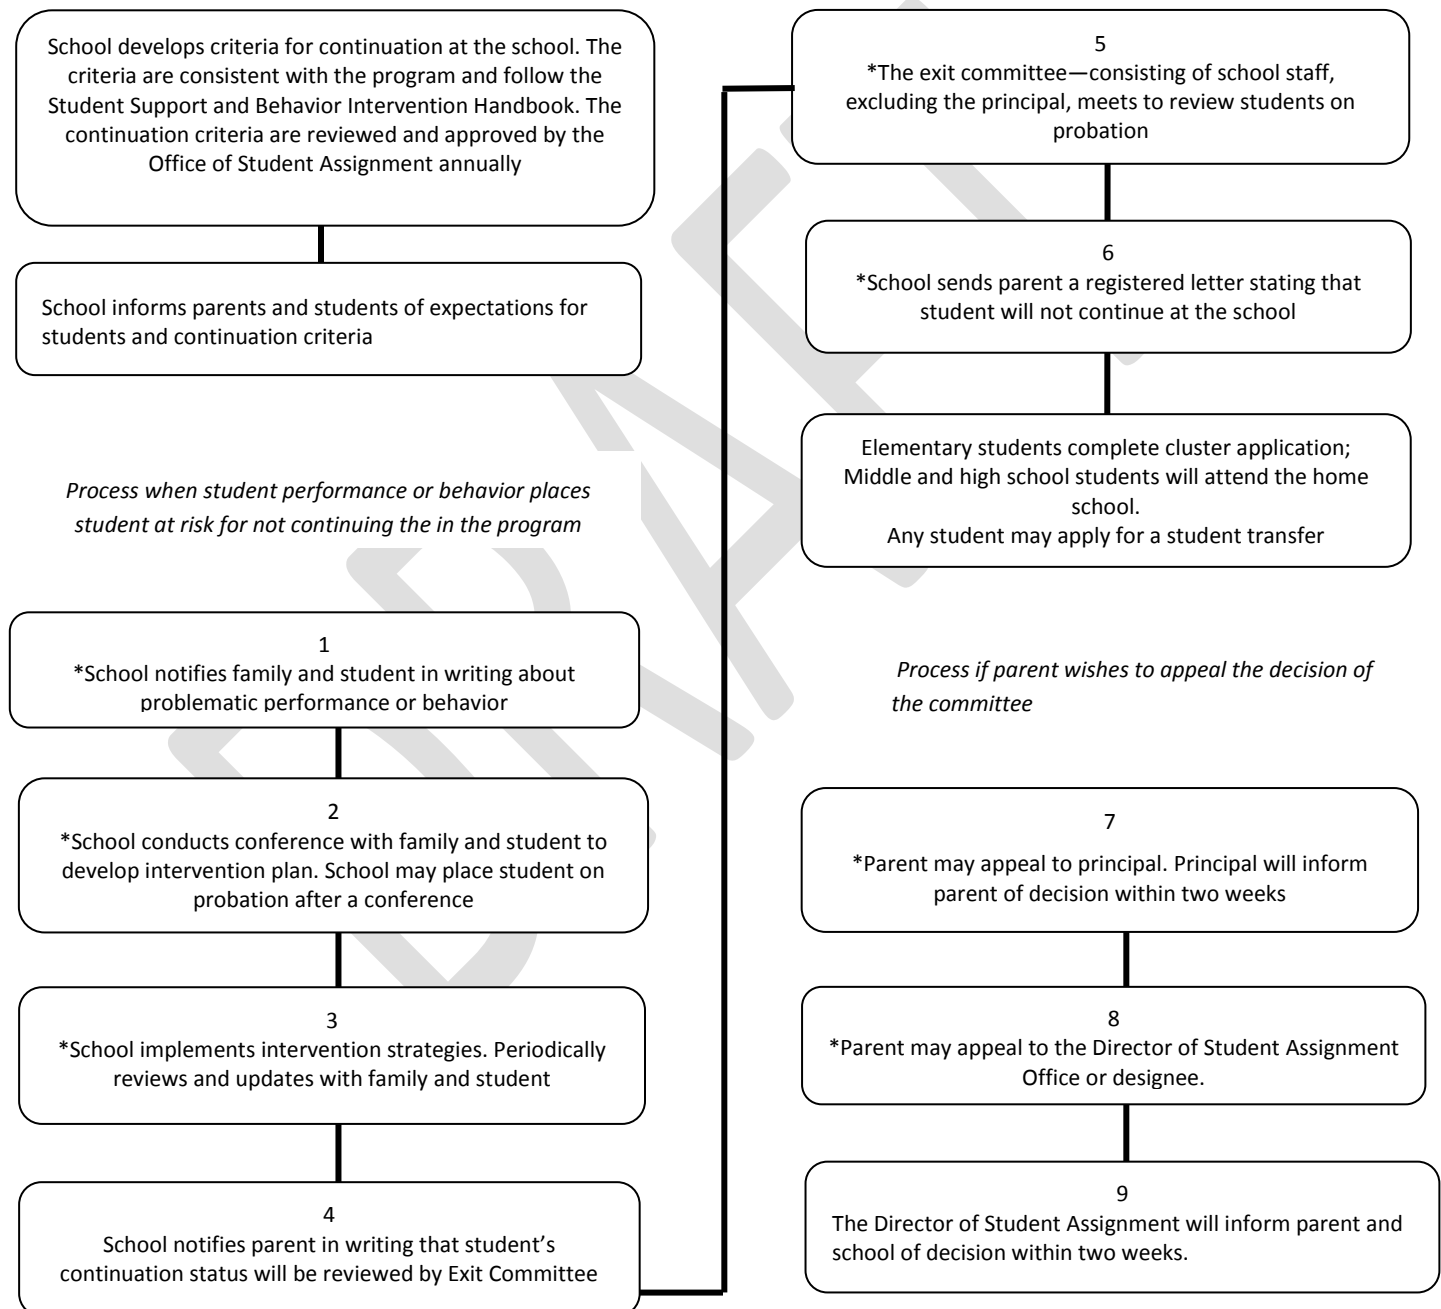 School develops criteria for continuation at the school. The
criteria are consistent with the program and follow the
Student Support and Behavior Intervention Handbook. The
continuation criteria are reviewed and approved by the
Office of Student Assignment annually
School informs parents and students of expectations for
students and continuation criteria
Process when student performance or behavior places
student at risk for not continuing the in the program
1
*School notifies family and student in writing about
problematic performance or behavior
2
*School conducts conference with family and student to
develop intervention plan. School may place student on
probation after a conference
3
*School implements intervention strategies. Periodically
reviews and updates with family and student
4
School notifies parent in writing that student’s
continuation status will be reviewed by Exit Committee
5
*The exit committee—consisting of school staff,
excluding the principal, meets to review students on
probation
6
*School sends parent a registered letter stating that
student will not continue at the school
Elementary students complete cluster application;
Middle and high school students will attend the home
school.
Any student may apply for a student transfer
Process if parent wishes to appeal the decision of
the committee
7
*Parent may appeal to principal. Principal will inform
parent of decision within two weeks
8
*Parent may appeal to the Director of Student Assignment
Office or designee.
9
The Director of Student Assignment will inform parent and
school of decision within two weeks.
DRAFT